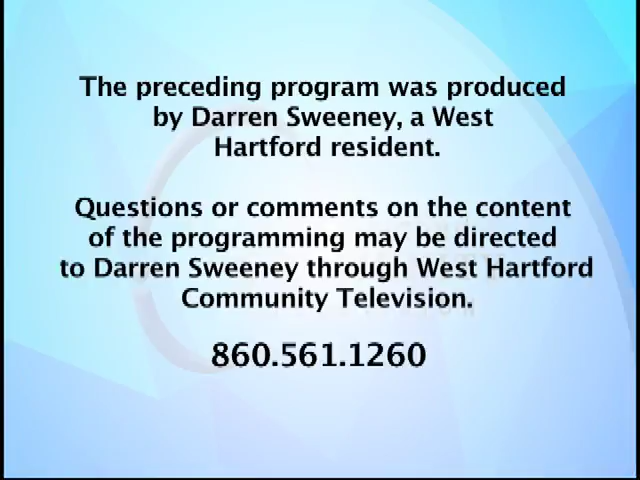 The preceding program was produced
by Darren Sweeney, a West
Hartford resident.
Questions or comments on the content
of the programming may be directed
to Darren Sweeney through West Hartford
Community Television.
860.561.1260